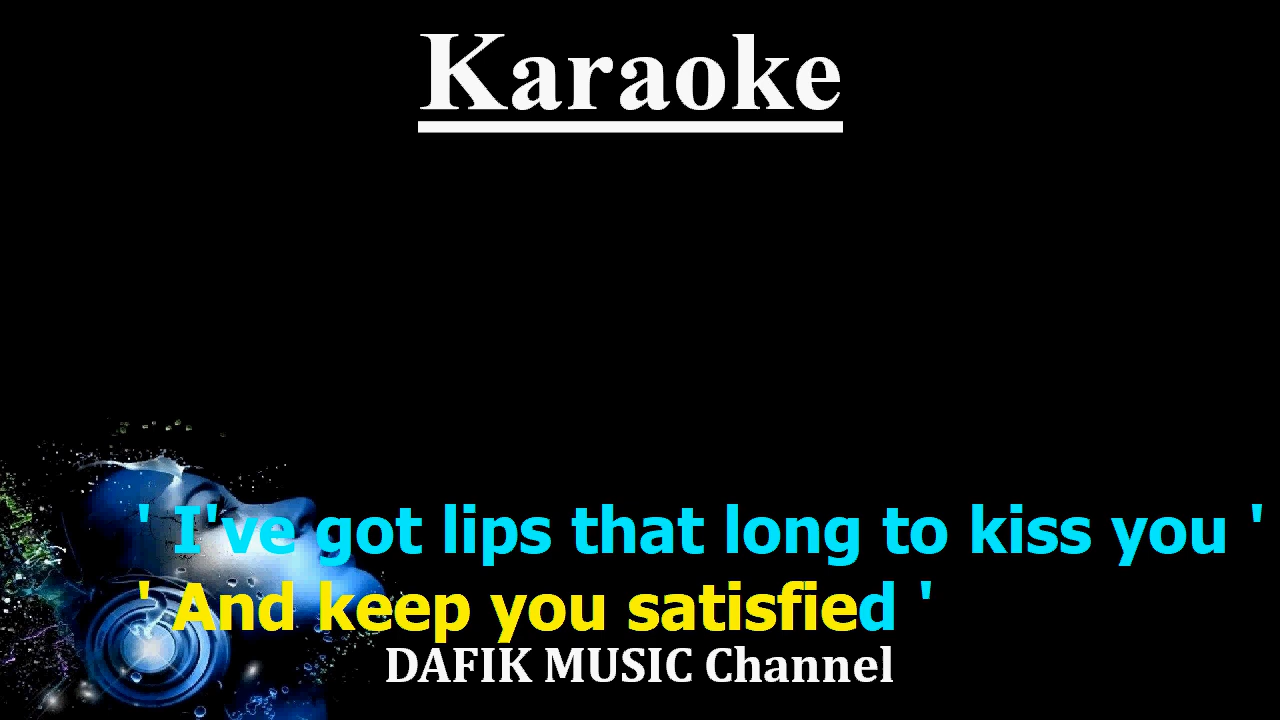 Karaoke
' I've got lips that long to kiss you '
' And keep you satisfied '
DAFIK MUSIC Channel